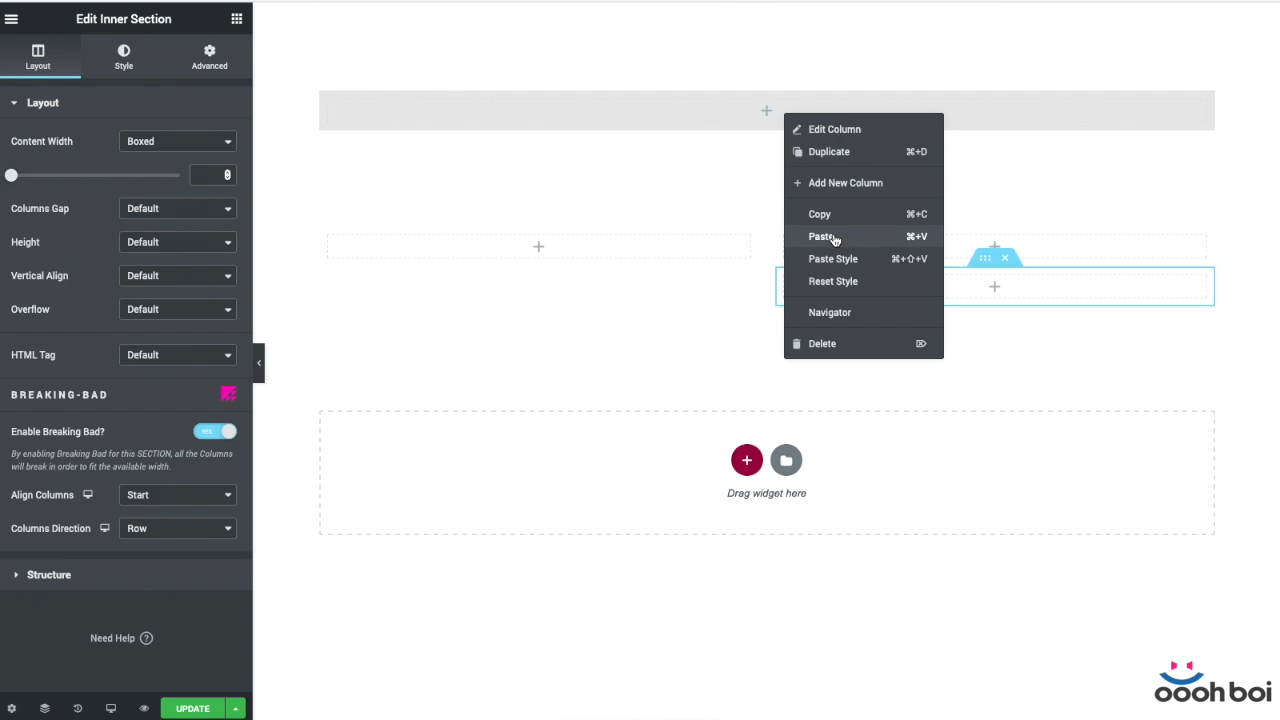 Edit Inner Section
Layout
Style
Advanced
Layout
Content Width
Boxed
Columns Gap
Default
Height
Default
Vertical Align
Default
Overflow
Default
HTML Tag
Default
BREAKING-BAD
Enable Breaking Bad?
YES
By enabling Breaking Bad for this SECTION, all the Columns
will break in order to fit the available width.
Align Columns
Start
Columns Direction
Row
Structure
Need Help
UPDATE
Edit Column
Duplicate ⌘+D
Add New Column
Copy ⌘+C
Paste ⌘+V
Paste Style ⌘+⇧+V
Reset Style
Navigator
Delete ⌦
Drag widget here
oooh boi